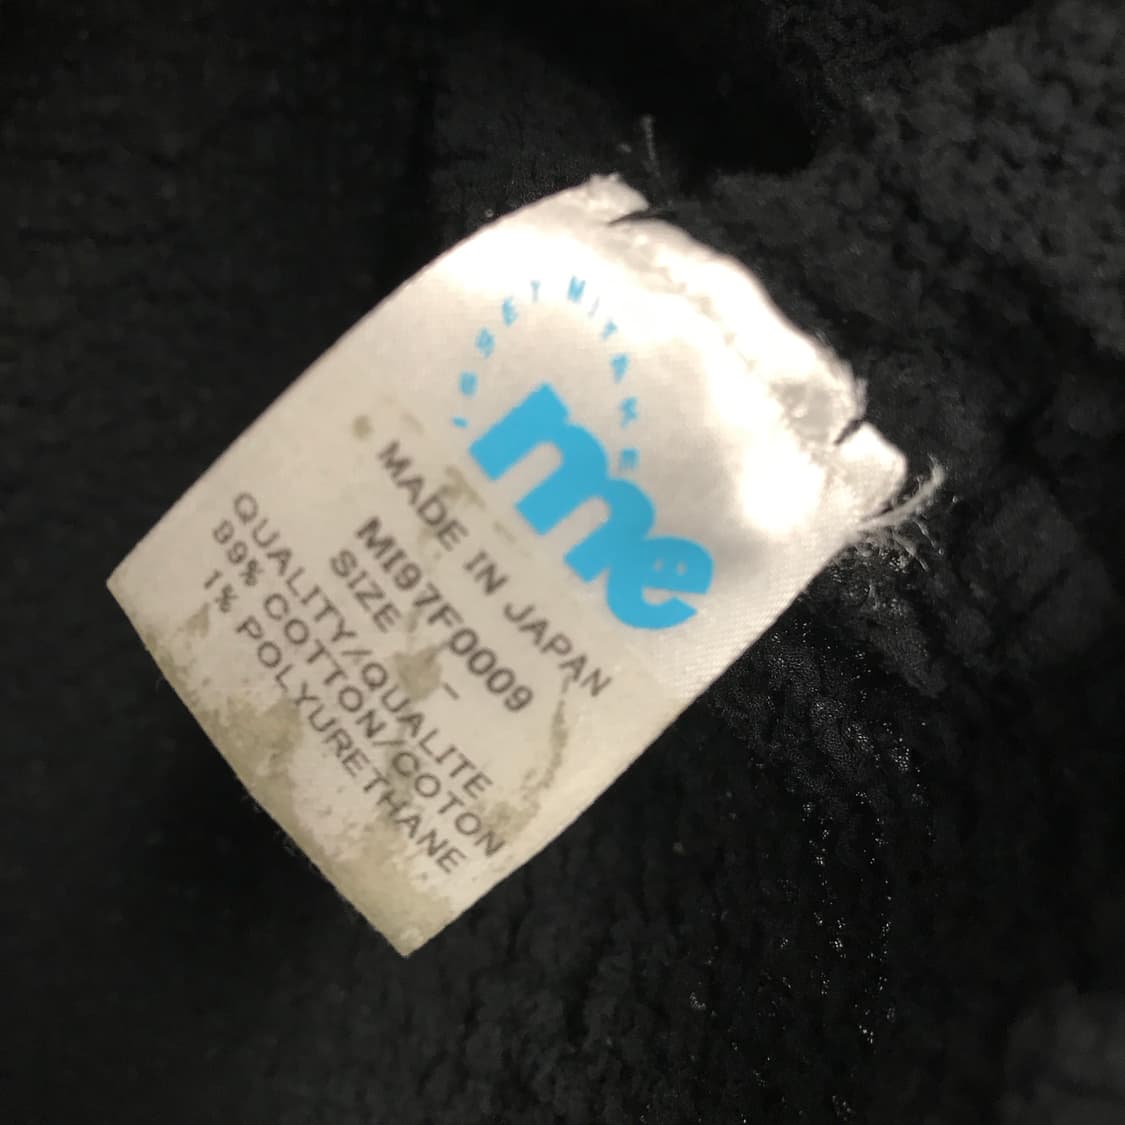 ISSEY MIYAKE
me
MADE IN JAPAN
MI97F0009
SIZE -
QUALITY/QUALITE
99% COTTON/COTON
1% POLYURETHANE